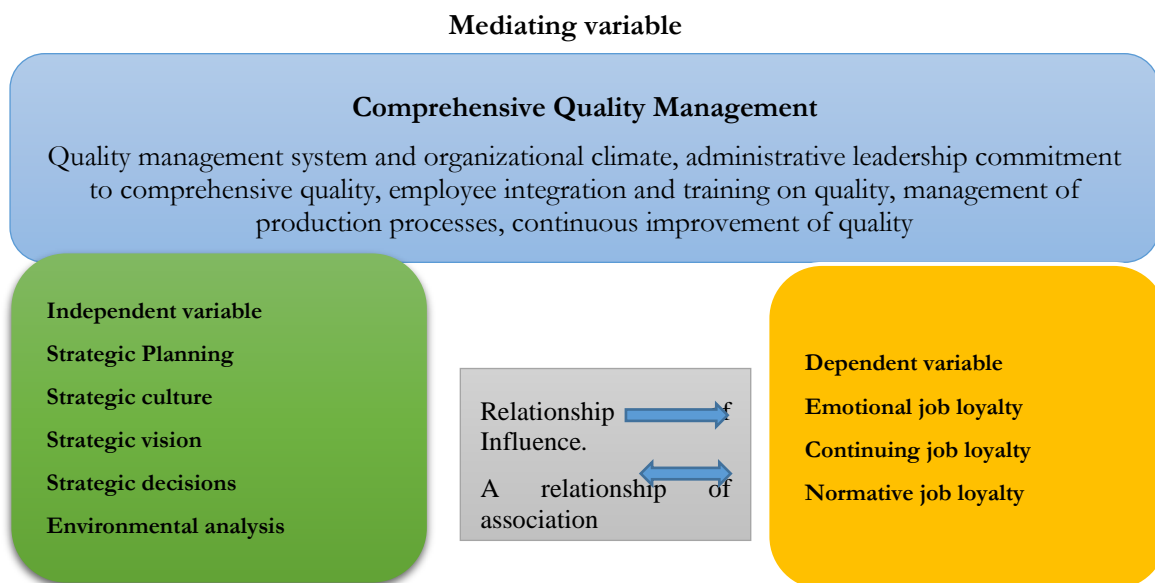 Mediating variable
Comprehensive Quality Management
Quality management system and organizational climate, administrative leadership commitment
to comprehensive quality, employee integration and training on quality, management of
production processes, continuous improvement of quality
Independent variable
Strategic Planning
Strategic culture
Strategic vision
Strategic decisions
Environmental analysis
Relationship of
Influence.
A relationship of
association
Dependent variable
Emotional job loyalty
Continuing job loyalty
Normative job loyalty